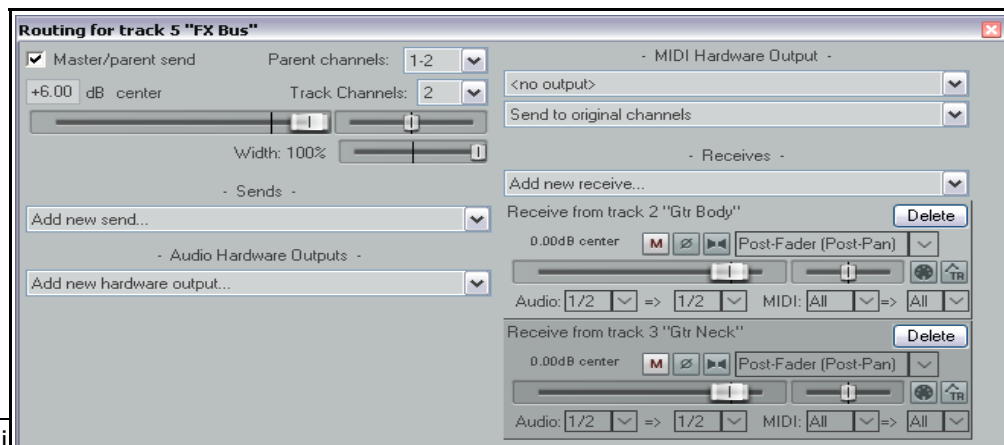 Routing for track 5 "FX Bus"
Master/parent send Parent channels: 1-2
+6.00 dB center Track Channels: 2
Width: 100%
- Sends -
Add new send...
- Audio Hardware Outputs -
Add new hardware output...
- MIDI Hardware Output -
<no output>
Send to original channels
- Receives -
Add new receive...
Receive from track 2 "Gtr Body" Delete
0.00dB center M ø Post-Fader (Post-Pan)
TR
Audio: 1/2 => 1/2 MIDI: All => All
Receive from track 3 "Gtr Neck" Delete
0.00dB center M ø Post-Fader (Post-Pan)
TR
Audio: 1/2 => 1/2 MIDI: All => All
i